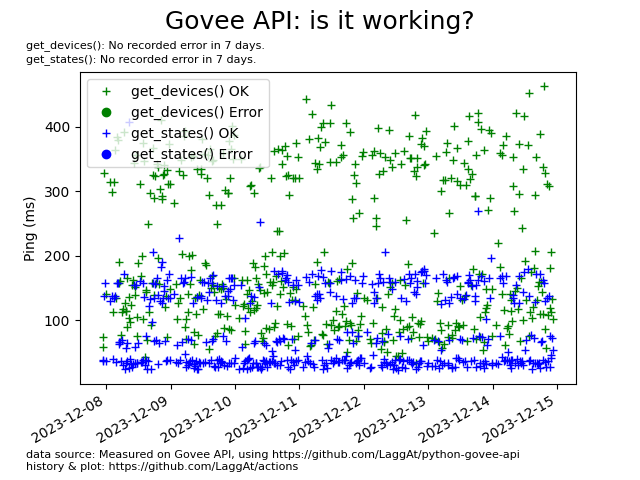 Govee API: is it working?
get_devices(): No recorded error in 7 days.
get_states(): No recorded error in 7 days.
get_devices() OK
get_devices() Error
get_states() OK
get_states() Error
Ping (ms)
400
300
200
100
2023-12-08
2023-12-09
2023-12-10
2023-12-11
2023-12-12
2023-12-13
2023-12-14
2023-12-15
data source: Measured on Govee API, using https://github.com/LaggAt/python-govee-api
history & plot: https://github.com/LaggAt/actions